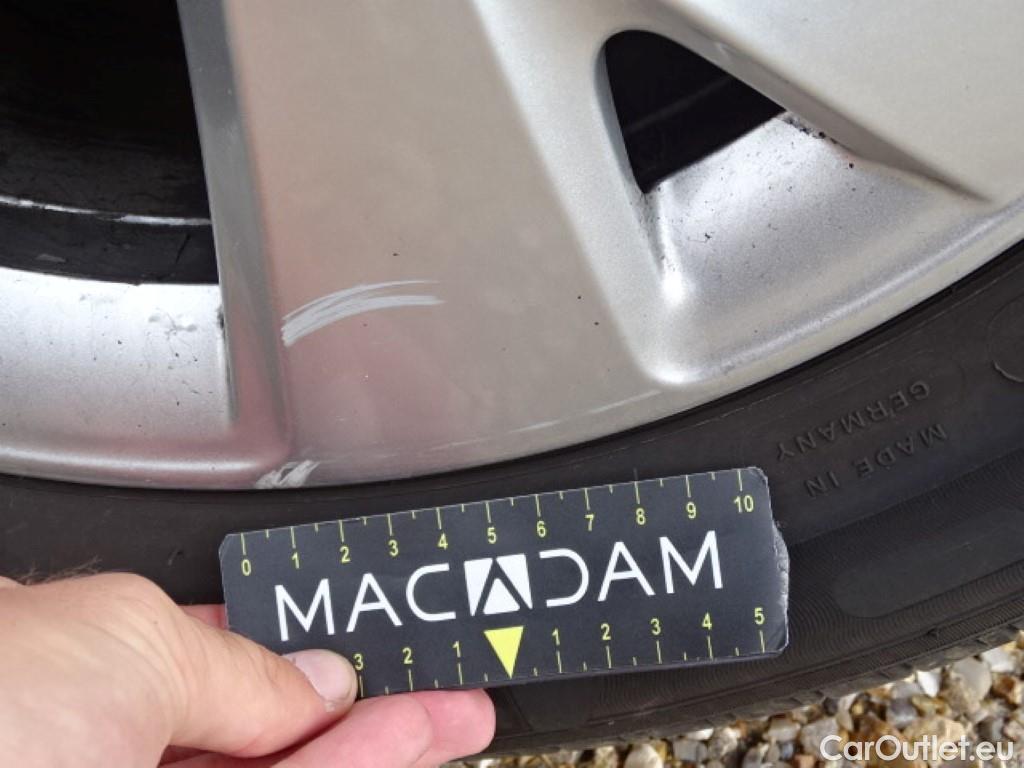 GERMANY
MADE IN
0 1 2 3 4 5 6 7 8 9 10
MACADAM
3 2 1 1 2 3 4 5
CarOutlet.eu